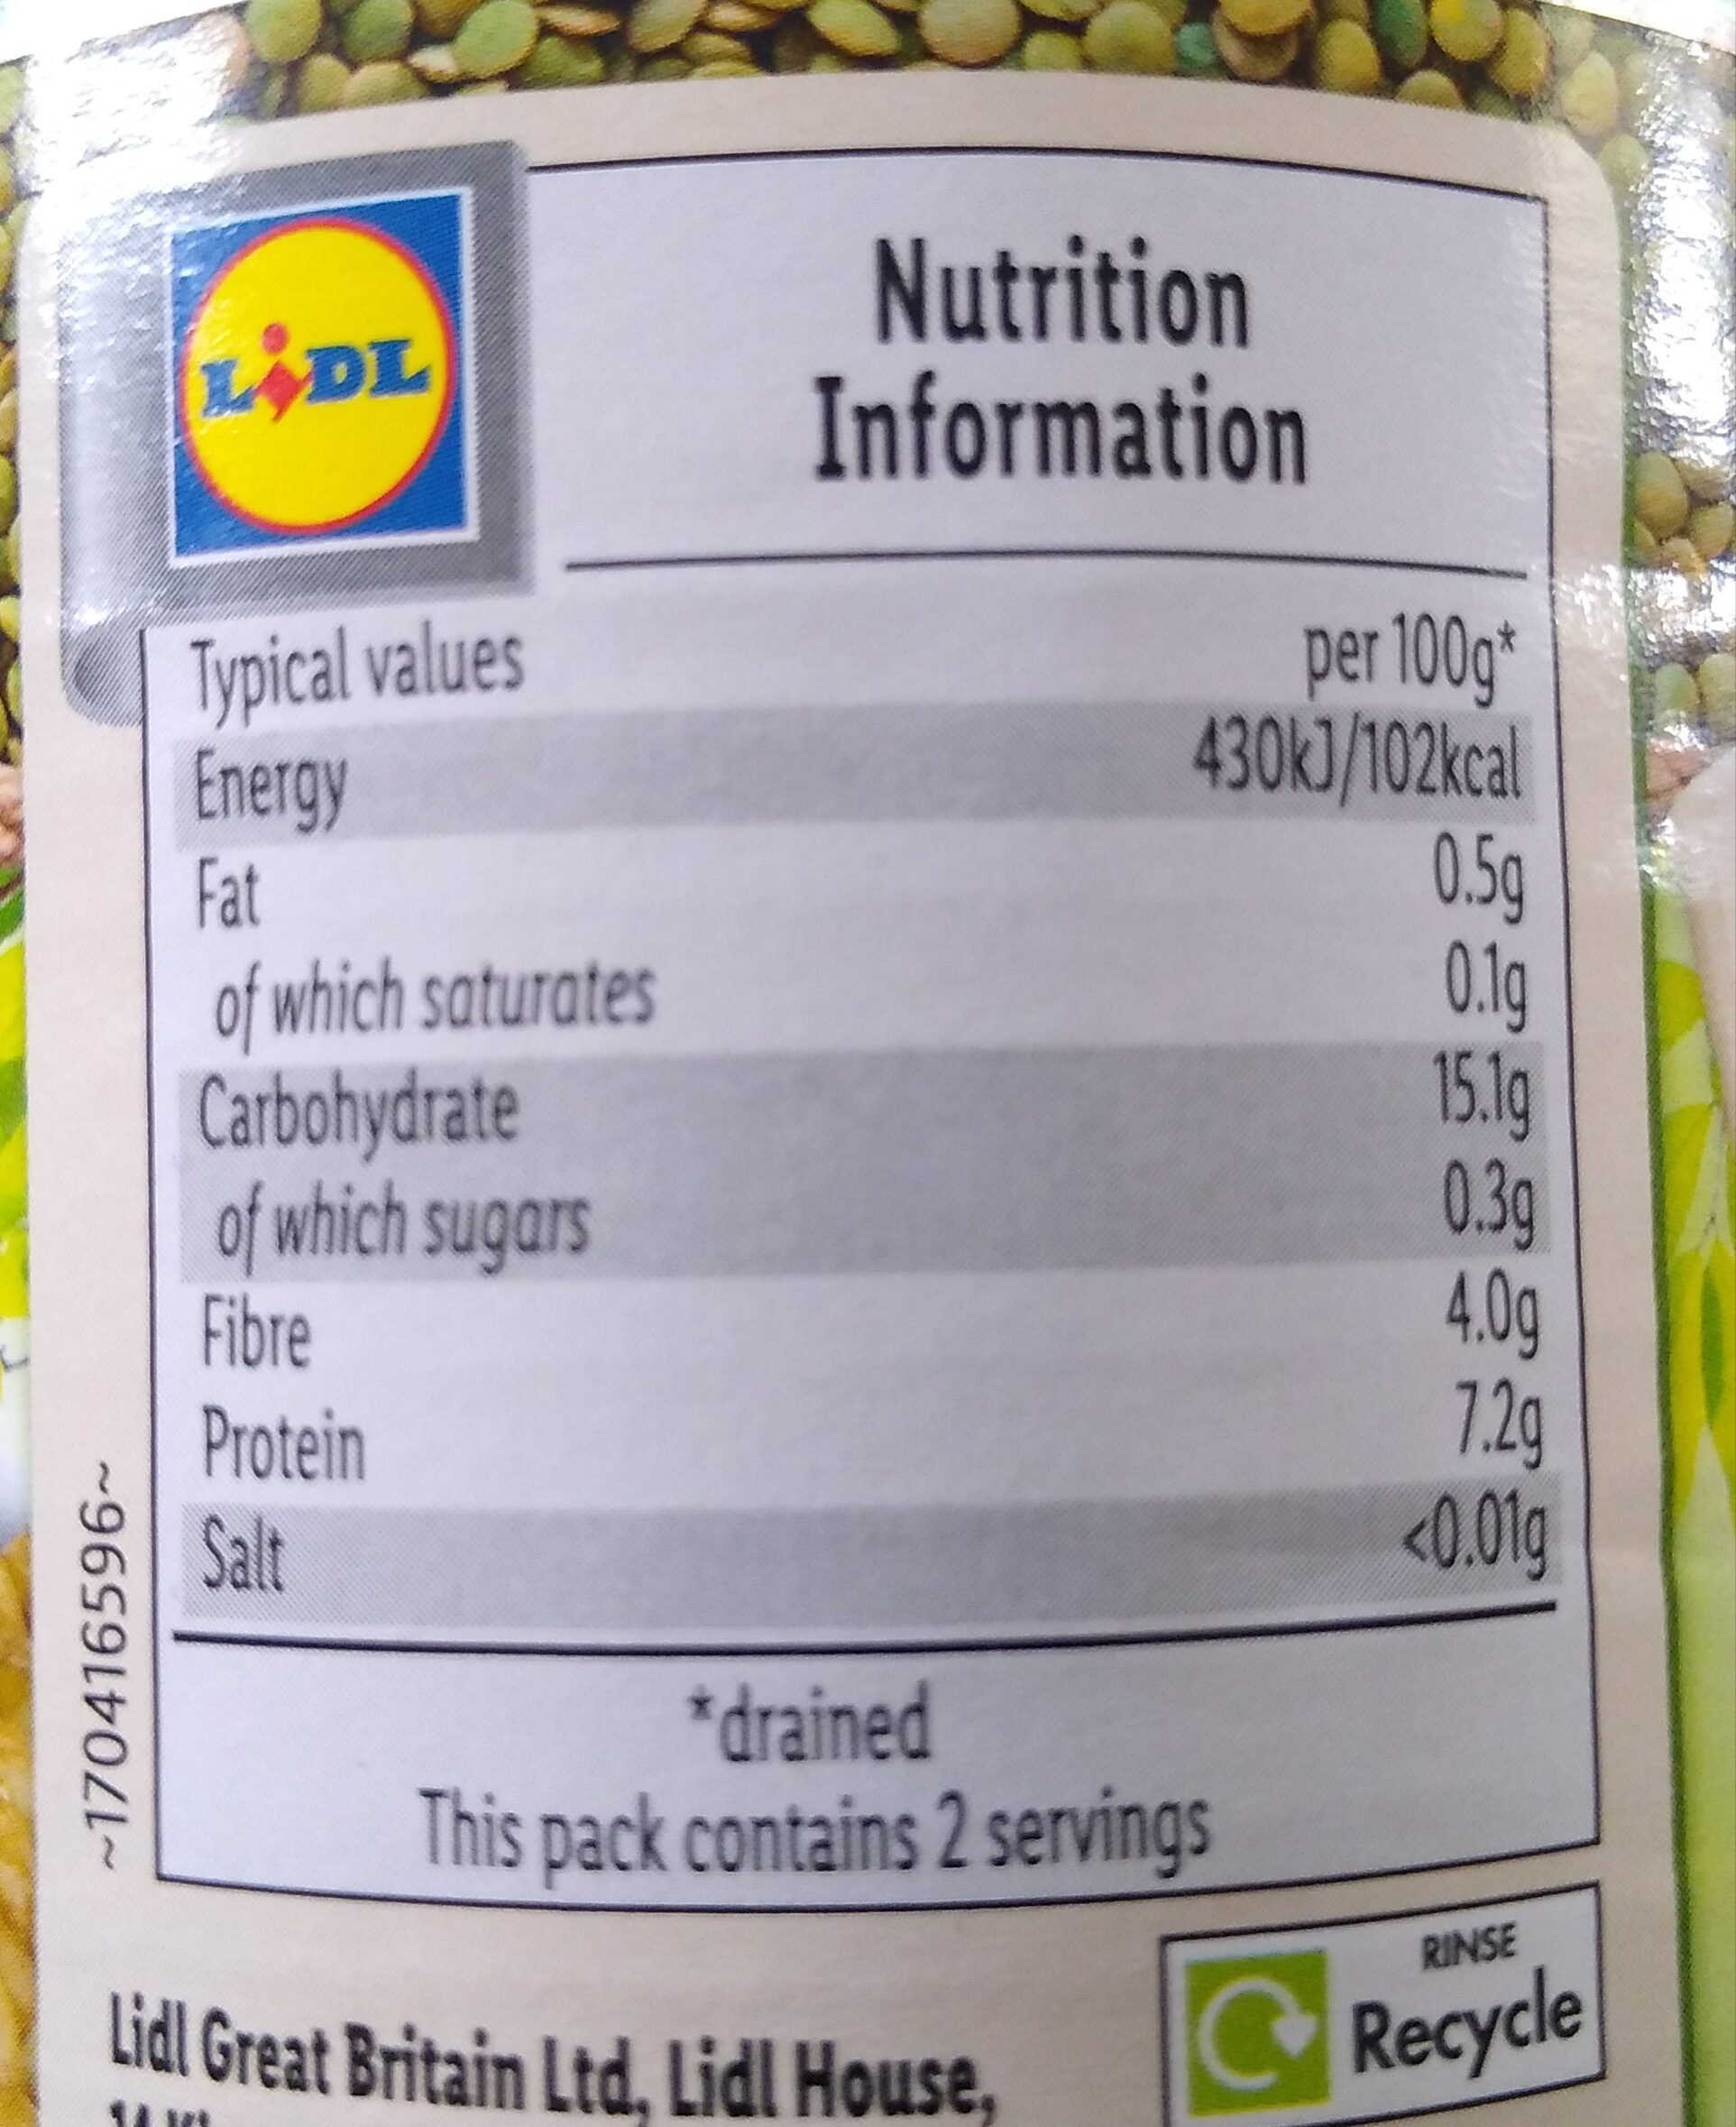 LIDL
Nutrition
Information
Typical values per 100g*
Energy 430kJ/102kcal
Fat 0.5g
of which saturates 0.1g
Carbohydrate 15.1g
of which sugars 0.3g
Fibre 4.0g
Protein 7.2g
Salt <0.01g
*drained
This pack contains 2 servings
~170416596~
RINSE
Recycle
Lidl Great Britain Ltd, Lidl House,